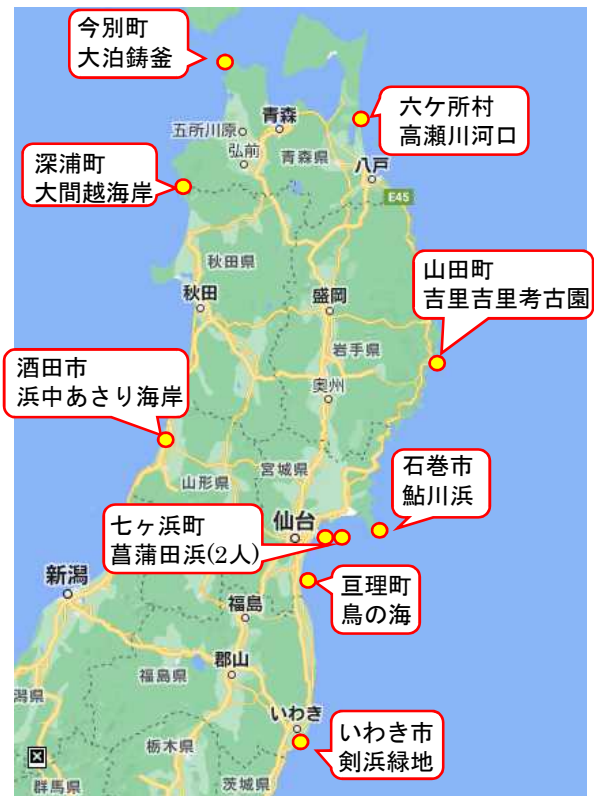 今別町
大泊鋳釜
六ケ所村
高瀬川河口
青森
五所川原
弘前
青森県
八戸
深浦町
大間越海岸
E45
秋田県
山田町
吉里吉里考古園
秋田
盛岡
岩手県
酒田市
浜中あさり海岸
奥州
宮城県
山形県
石巻市
鮎川浜
仙台
七ヶ浜町
菖蒲田浜(2人)
新潟
亘理町
鳥の海
福島
郡山
福島県
潟県
いわき
いわき市
剣浜緑地
栃木県
群馬県
茨城県